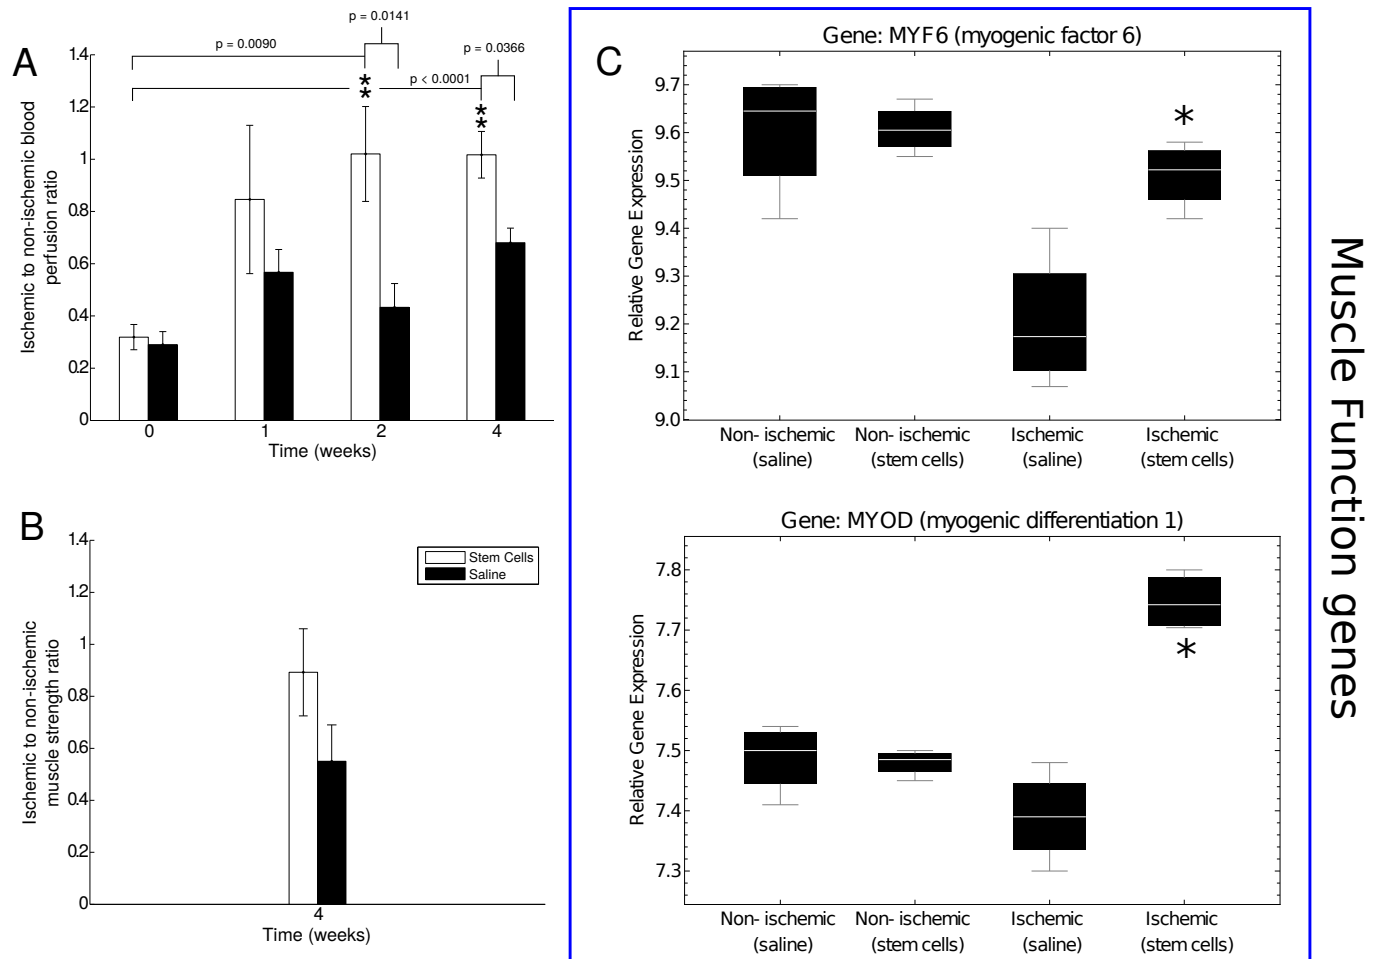 A
p = 0.0141
p = 0.0090
p = 0.0366
p < 0.0001
**
**
Ischemic to non-ischemic blood
perfusion ratio
1.4
1.2
1
0.8
0.6
0.4
0.2
0
0 1 2 4
Time (weeks)
B
Stem Cells
Saline
Ischemic to non-ischemic
muscle strength ratio
1.4
1.2
1
0.8
0.6
0.4
0.2
0
4
Time (weeks)
C
Gene: MYF6 (myogenic factor 6)
Relative Gene Expression
9.7
9.6
9.5
9.4
9.3
9.2
9.1
9.0
*
Non- ischemic (saline)
Non- ischemic (stem cells)
Ischemic (saline)
Ischemic (stem cells)
Gene: MYOD (myogenic differentiation 1)
Relative Gene Expression
7.8
7.7
7.6
7.5
7.4
7.3
*
Non- ischemic (saline)
Non- ischemic (stem cells)
Ischemic (saline)
Ischemic (stem cells)
Muscle Function genes